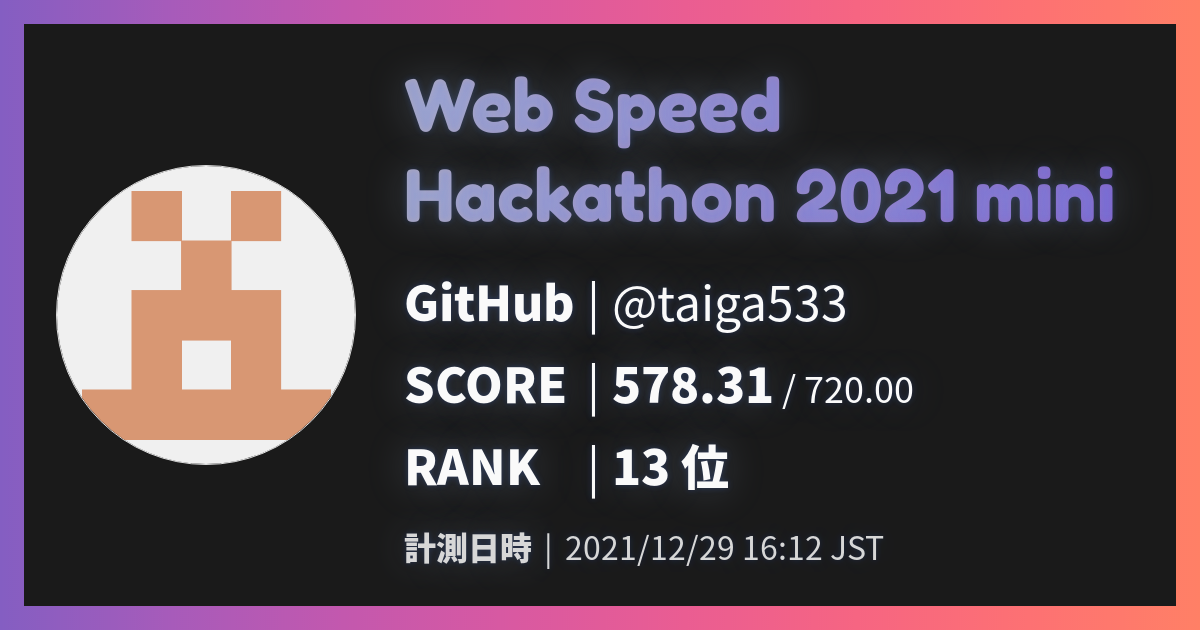 Web Speed
Hackathon 2021 mini
GitHub | @taiga533
SCORE | 578.31 / 720.00
RANK | 13 位
計測日時 | 2021/12/29 16:12 JST